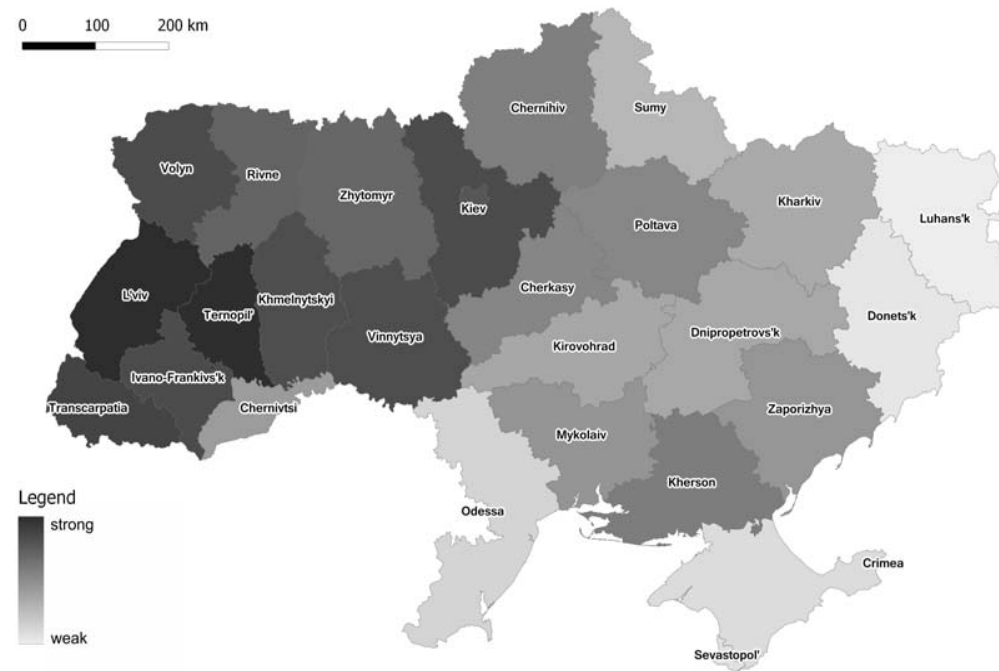 0 100 200 km
Chernihiv
Sumy
Volyn
Rivne
Zhytomyr
Kiev
Poltava
Kharkiv
Luhans'k
L'viv
Ternopil'
Khmelnytskyi
Cherkasy
Vinnytsya
Kirovohrad
Dnipropetrovs'k
Donets'k
Ivano-Frankivs'k
Transcarpatia
Chernivtsi
Mykolaiv
Zaporizhya
Kherson
Odessa
Crimea
Sevastopol'
Legend
strong
weak